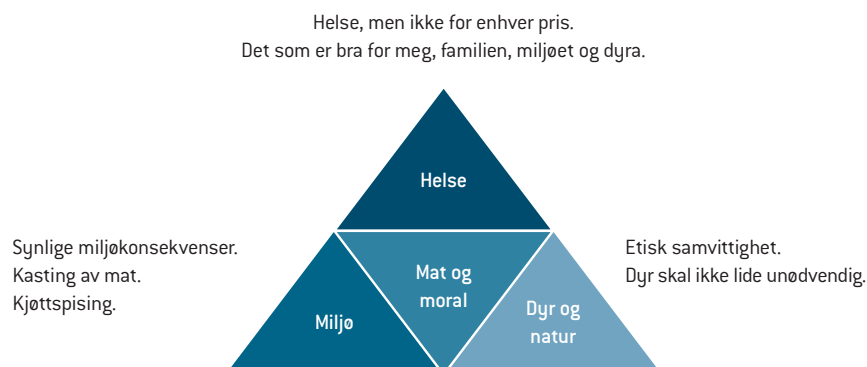 Helse, men ikke for enhver pris.
Det som er bra for meg, familien, miljøet og dyra.
Helse
Synlige miljøkonsekvenser.
Kasting av mat.
Kjøttspising.
Mat og
moral
Miljø
Dyr og
natur
Etisk samvittighet.
Dyr skal ikke lide unødvendig.